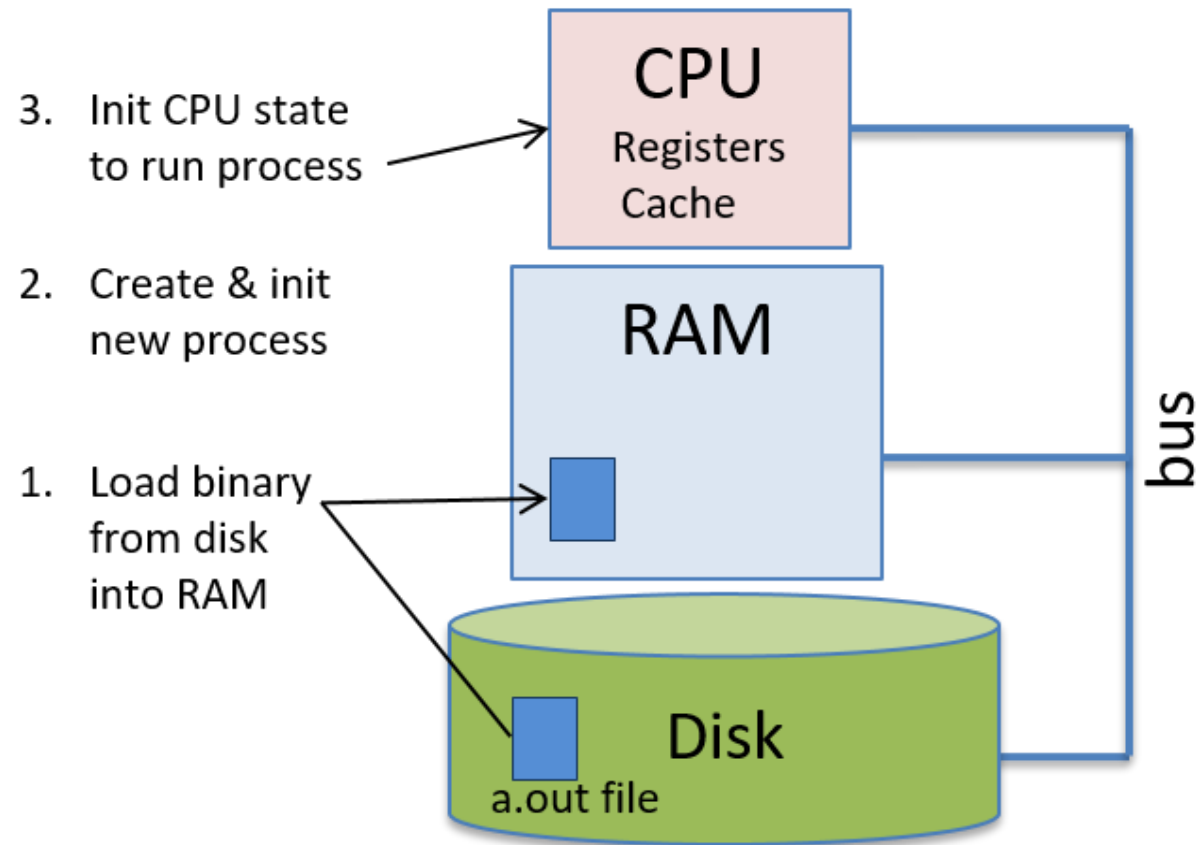 CPU
Registers
Cache
3. Init CPU state
to run process
2. Create & init
new process
RAM
1. Load binary
from disk
into RAM
bus
Disk
a.out file